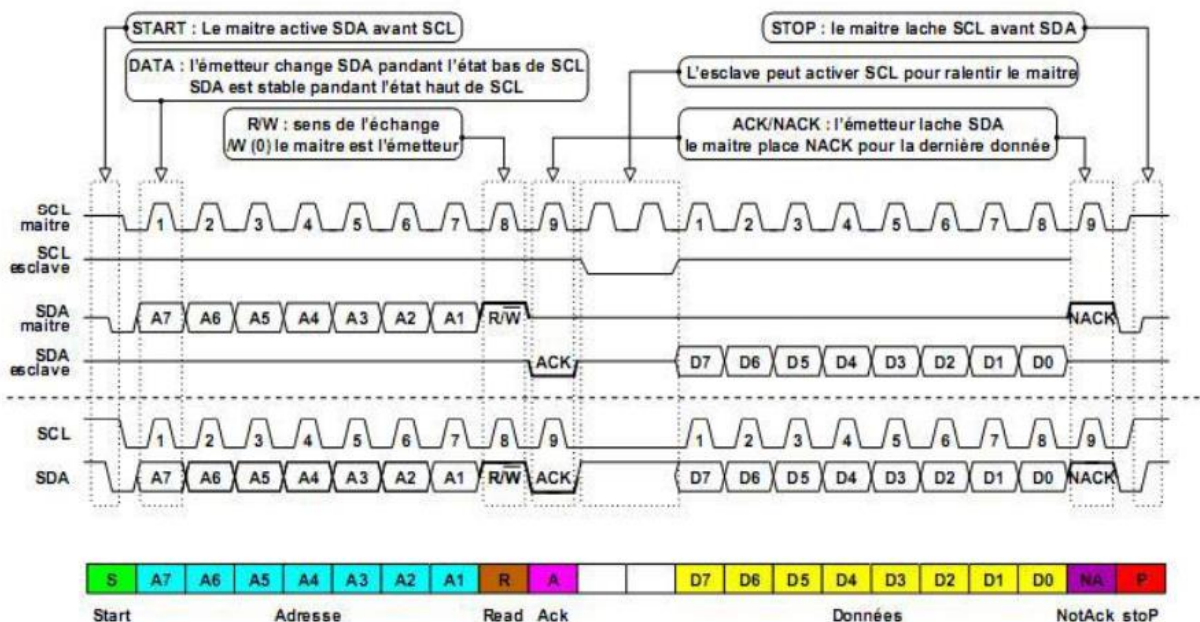 START : Le maitre active SDA avant SCL
STOP : le maitre lache SCL avant SDA
DATA : l'émetteur change SDA pandant l'état bas de SCL
SDA est stable pandant l'état haut de SCL
L'esclave peut activer SCL pour ralentir le maitre
R/W : sens de l'échange
/W (0) le maitre est l'émetteur
ACK/NACK : l'émetteur lache SDA
le maitre place NACK pour la dernière donnée
SCL
maitre
1 2 3 4 5 6 7 8 9 1 2 3 4 5 6 7 8 9
SCL
esclave
SDA
maitre
A7 A6 A5 A4 A3 A2 A1 R/W NACK
SDA
esclave
ACK D7 D6 D5 D4 D3 D2 D1 D0
SCL
1 2 3 4 5 6 7 8 9 1 2 3 4 5 6 7 8 9
SDA
A7 A6 A5 A4 A3 A2 A1 R/W ACK D7 D6 D5 D4 D3 D2 D1 D0 NACK
S A7 A6 A5 A4 A3 A2 A1 R A D7 D6 D5 D4 D3 D2 D1 D0 NA P
Start Adresse Read Ack Données NotAck stoP